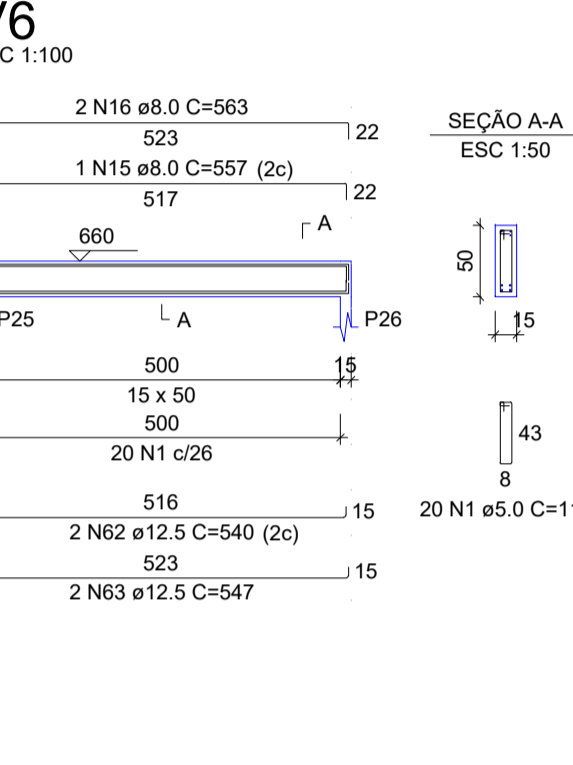 /6
C 1:100
2 N16 ø8.0 C=563
523
22
1 N15 ø8.0 C=557 (2c)
517
22
SEÇÃO A-A
ESC 1:50
A
660
50
15
P25
A
P26
500
15
15 x 50
500
20 N1 c/26
43
8
20 N1 ø5.0 C=1
516
15
2 N62 ø12.5 C=540 (2c)
523
15
2 N63 ø12.5 C=547